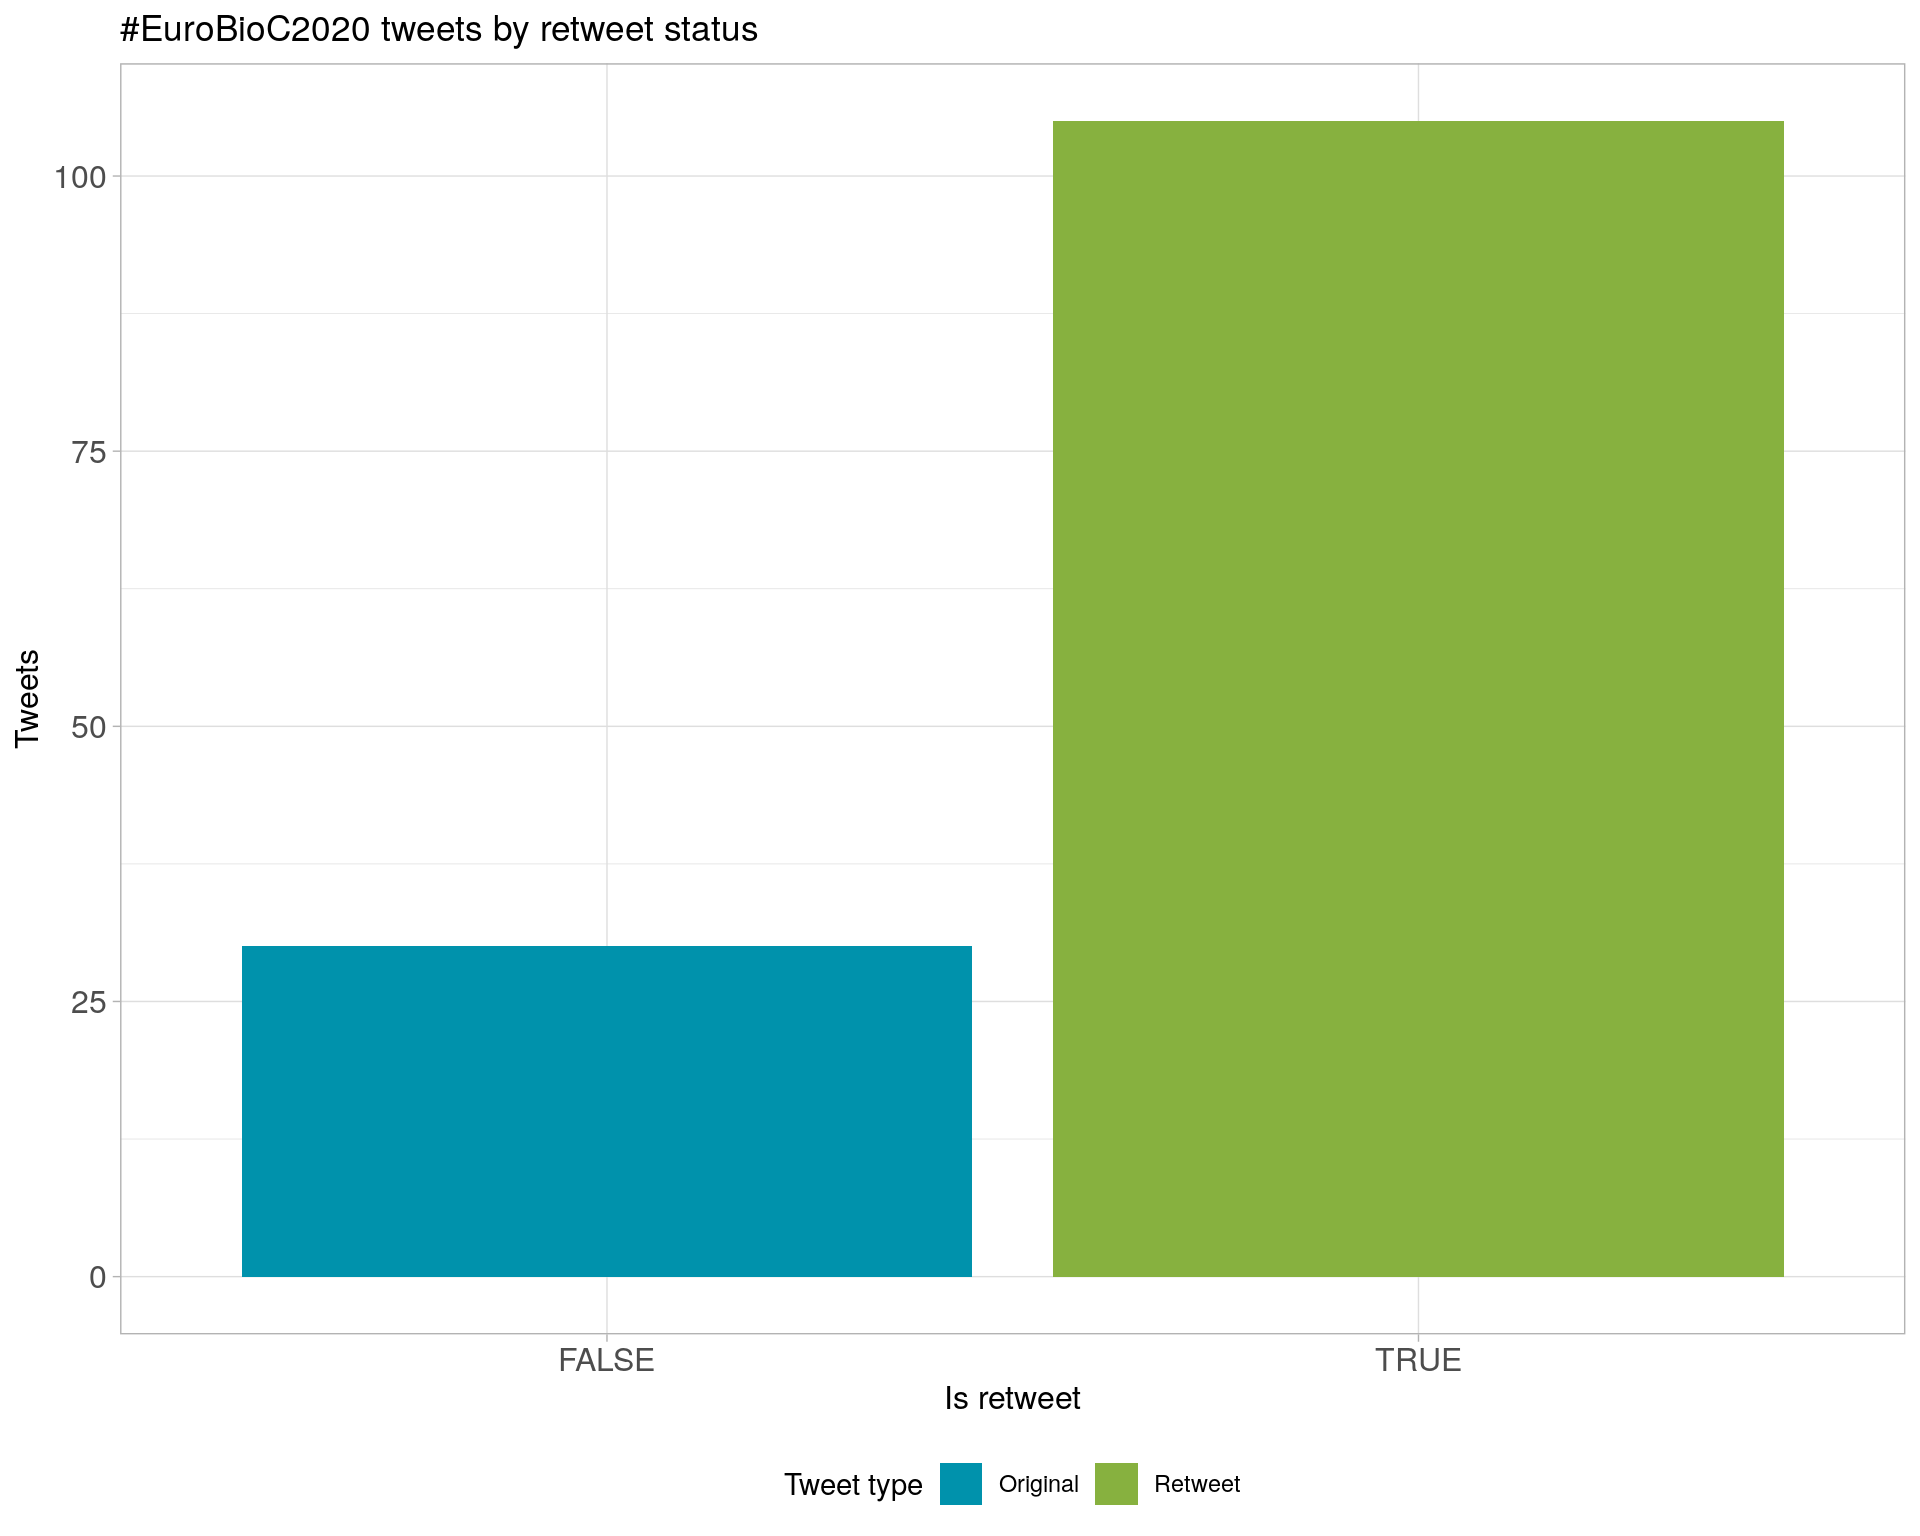 #EuroBioC2020 tweets by retweet status
100
75
50
25
0
Tweets
FALSE
TRUE
Is retweet
Tweet type Original Retweet